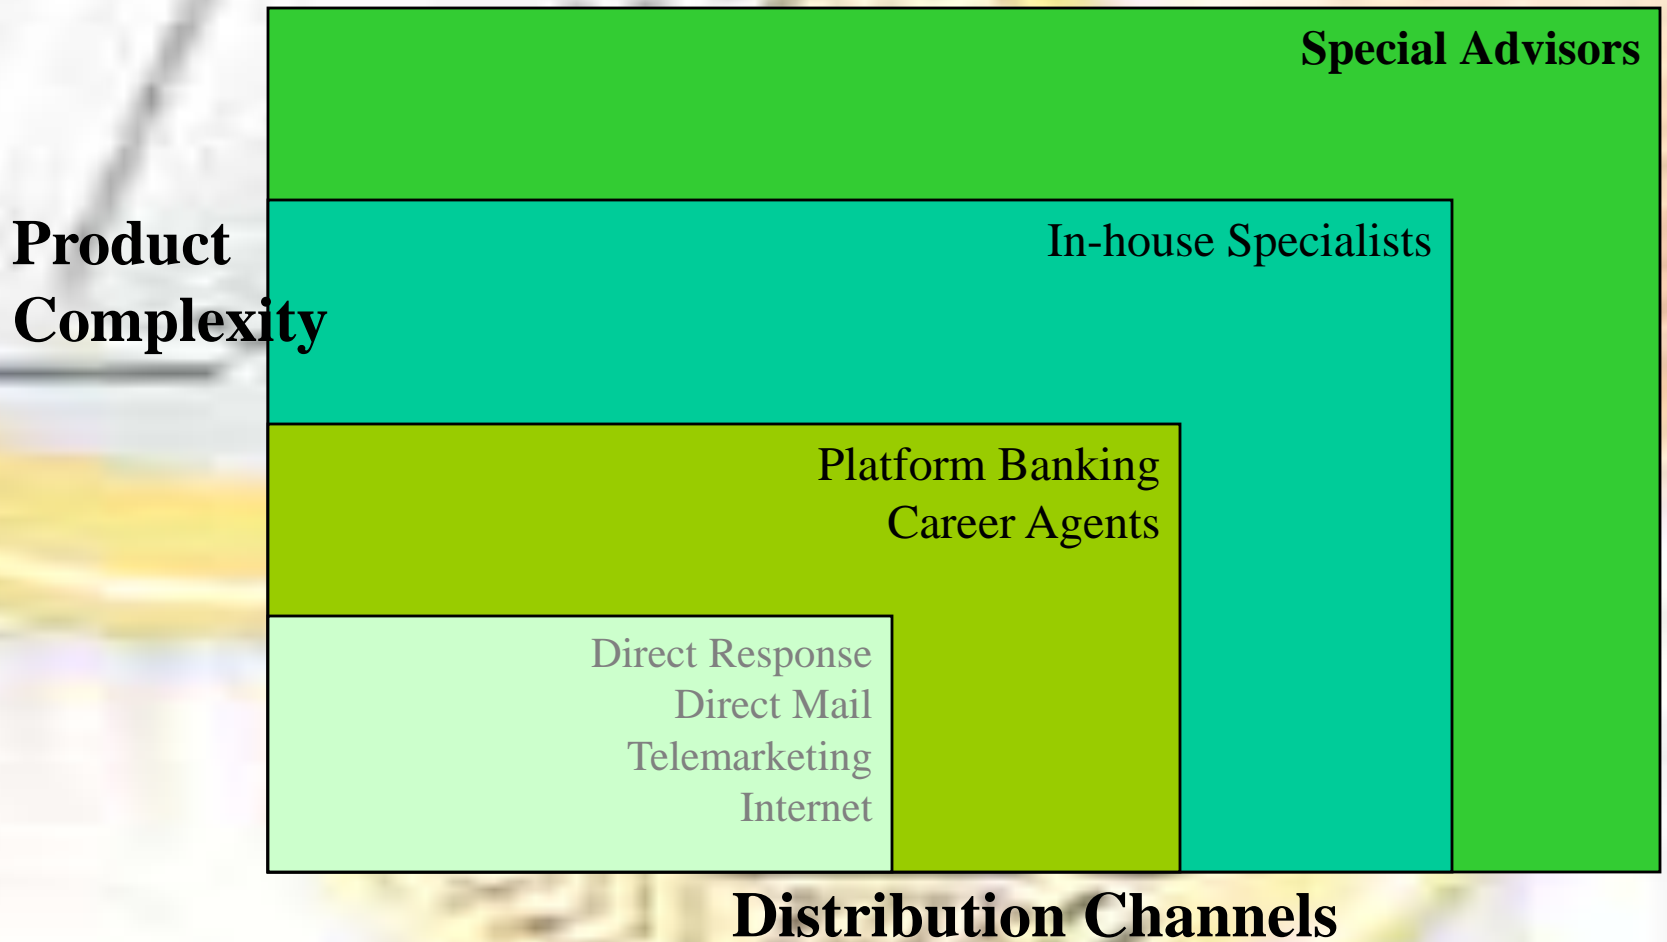 Special Advisors
Product
Complexity
In-house Specialists
Platform Banking
Career Agents
Direct Response
Direct Mail
Telemarketing
Internet
Distribution Channels